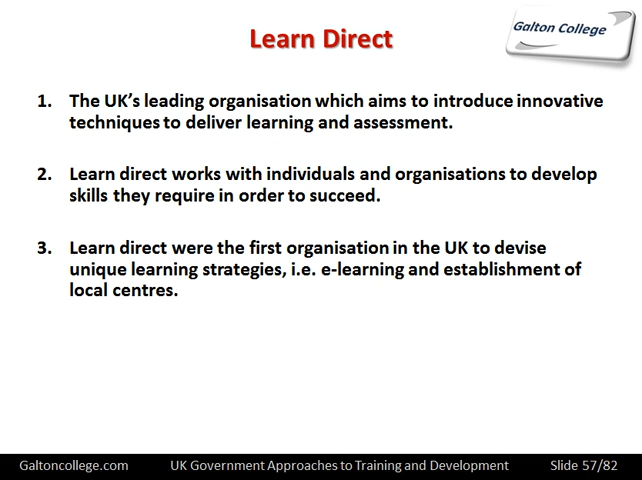 Learn Direct
Galton College
1. The UK's leading organisation which aims to introduce innovative
techniques to deliver learning and assessment.
2. Learn direct works with individuals and organisations to develop
skills they require in order to succeed.
3. Learn direct were the first organisation in the UK to devise
unique learning strategies, i.e. e-learning and establishment of
local centres.
Galtoncollege.com UK Government Approaches to Training and Development Slide 57/82